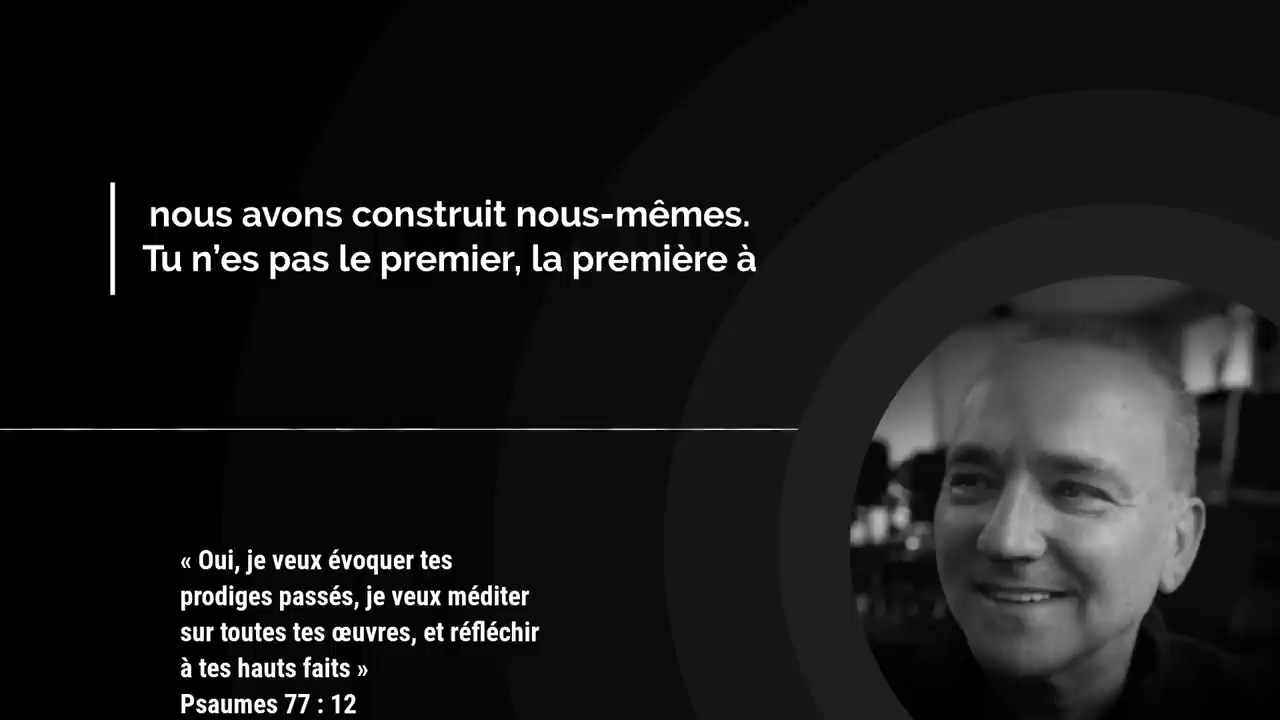 nous avons construit nous-mêmes.
Tu n’es pas le premier, la première à
« Oui, je veux évoquer tes
prodiges passés, je veux méditer
sur toutes tes œuvres, et réfléchir
à tes hauts faits »
Psaumes 77 : 12